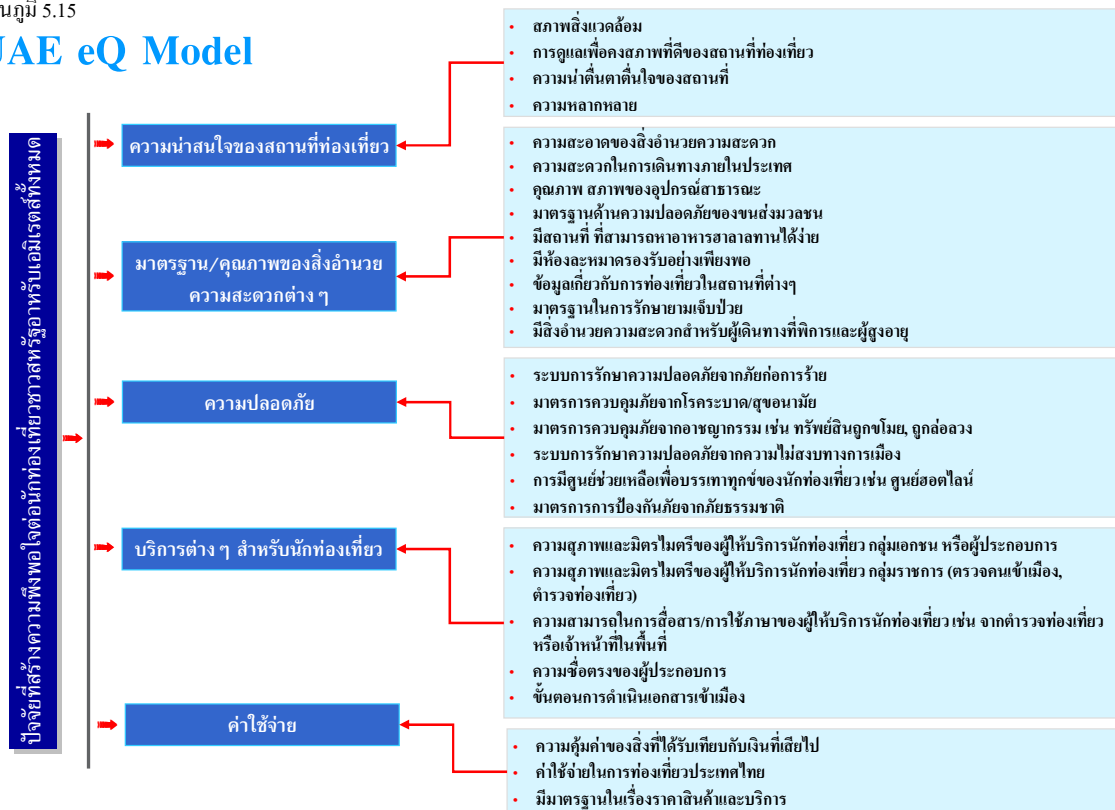 นภูมิ 5.15
UAE eQ Model
ปัจจัยที่สร้างความพึงพอใจต่อนักท่องเที่ยวชาวสหรัฐอาหรับเอมิเรตส์ทั้งหมด
ความน่าสนใจของสถานที่ท่องเที่ยว
• สภาพสิ่งแวดล้อม
• การดูแลเพื่อคงสภาพที่ดีของสถานที่ท่องเที่ยว
• ความน่าตื่นตาตื่นใจของสถานที่
• ความหลากหลาย
มาตรฐาน/คุณภาพของสิ่งอำนวย
ความสะดวกต่าง ๆ
• ความสะอาดของสิ่งอำนวยความสะดวก
• ความสะดวกในการเดินทางภายในประเทศ
• คุณภาพ สภาพของอุปกรณ์สาธารณะ
• มาตรฐานด้านความปลอดภัยของขนส่งมวลชน
• มีสถานที่ ที่สามารถหาอาหารฮาลาลทานได้ง่าย
• มีห้องละหมาดรองรับอย่างเพียงพอ
• ข้อมูลเกี่ยวกับการท่องเที่ยวในสถานที่ต่างๆ
• มาตรฐานในการรักษายามเจ็บป่วย
• มีสิ่งอำนวยความสะดวกสำหรับผู้เดินทางที่พิการและผู้สูงอายุ
ความปลอดภัย
• ระบบการรักษาความปลอดภัยจากภัยก่อการร้าย
• มาตรการควบคุมภัยจากโรคระบาด/สุขอนามัย
• มาตรการควบคุมภัยจากอาชญากรรม เช่น ทรัพย์สินถูกขโมย, ถูกล่อลวง
• ระบบการรักษาความปลอดภัยจากความไม่สงบทางการเมือง
• การมีศูนย์ช่วยเหลือเพื่อบรรเทาทุกข์ของนักท่องเที่ยว เช่น ศูนย์ฮอตไลน์
• มาตรการการป้องกันภัยจากภัยธรรมชาติ
บริการต่าง ๆ สำหรับนักท่องเที่ยว
• ความสุภาพและมิตรไมตรีของผู้ให้บริการนักท่องเที่ยว กลุ่มเอกชน หรือผู้ประกอบการ
• ความสุภาพและมิตรไมตรีของผู้ให้บริการนักท่องเที่ยว กลุ่มราชการ (ตรวจคนเข้าเมือง,
ตำรวจท่องเที่ยว)
• ความสามารถในการสื่อสาร/การใช้ภาษาของผู้ให้บริการนักท่องเที่ยว เช่น จากตำรวจท่องเที่ยว
หรือเจ้าหน้าที่ในพื้นที่
• ความซื่อตรงของผู้ประกอบการ
• ขั้นตอนการดำเนินเอกสารเข้าเมือง
ค่าใช้จ่าย
• ความคุ้มค่าของสิ่งที่ได้รับเทียบกับเงินที่เสียไป
• ค่าใช้จ่ายในการท่องเที่ยวประเทศไทย
• มีมาตรฐานในเรื่องราคาสินค้าและบริการ